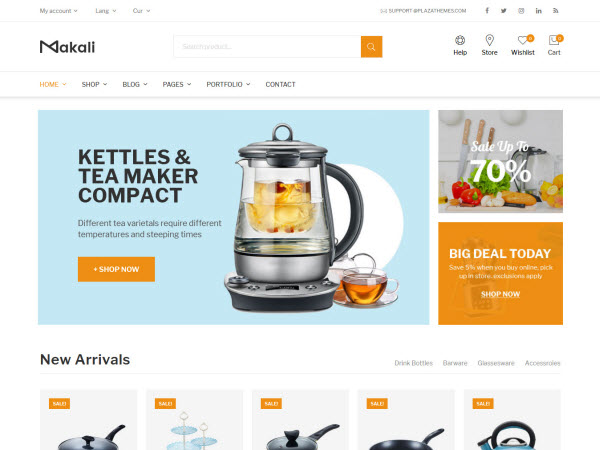 My account Lang Cur SUPPORT@PLAZATHEMES.COM
Makali Search product... Help Store Wishlist 0 Cart 0
HOME SHOP BLOG PAGES PORTFOLIO CONTACT
KETTLES &
TEA MAKER
COMPACT
Different tea varietals require different
temperatures and steeping times
+ SHOP NOW
Sale Up To
70%
BIG DEAL TODAY
Save 5% when you buy online, pick
up in store. exclusions apply
SHOP NOW
New Arrivals Drink Bottles Barware Glassesware Accessroies
SALE! SALE! SALE! SALE! SALE!